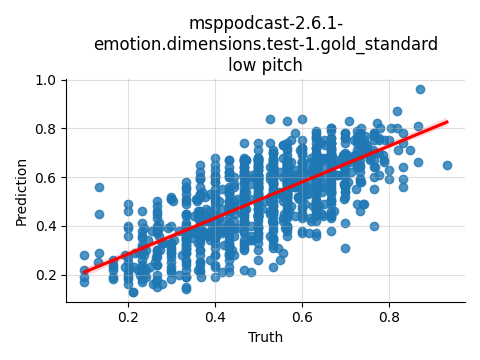 msppodcast-2.6.1-
emotion.dimensions.test-1.gold_standard
low pitch
1.0
0.8
0.6
0.4
0.2
Prediction
0.2 0.4 0.6 0.8
Truth